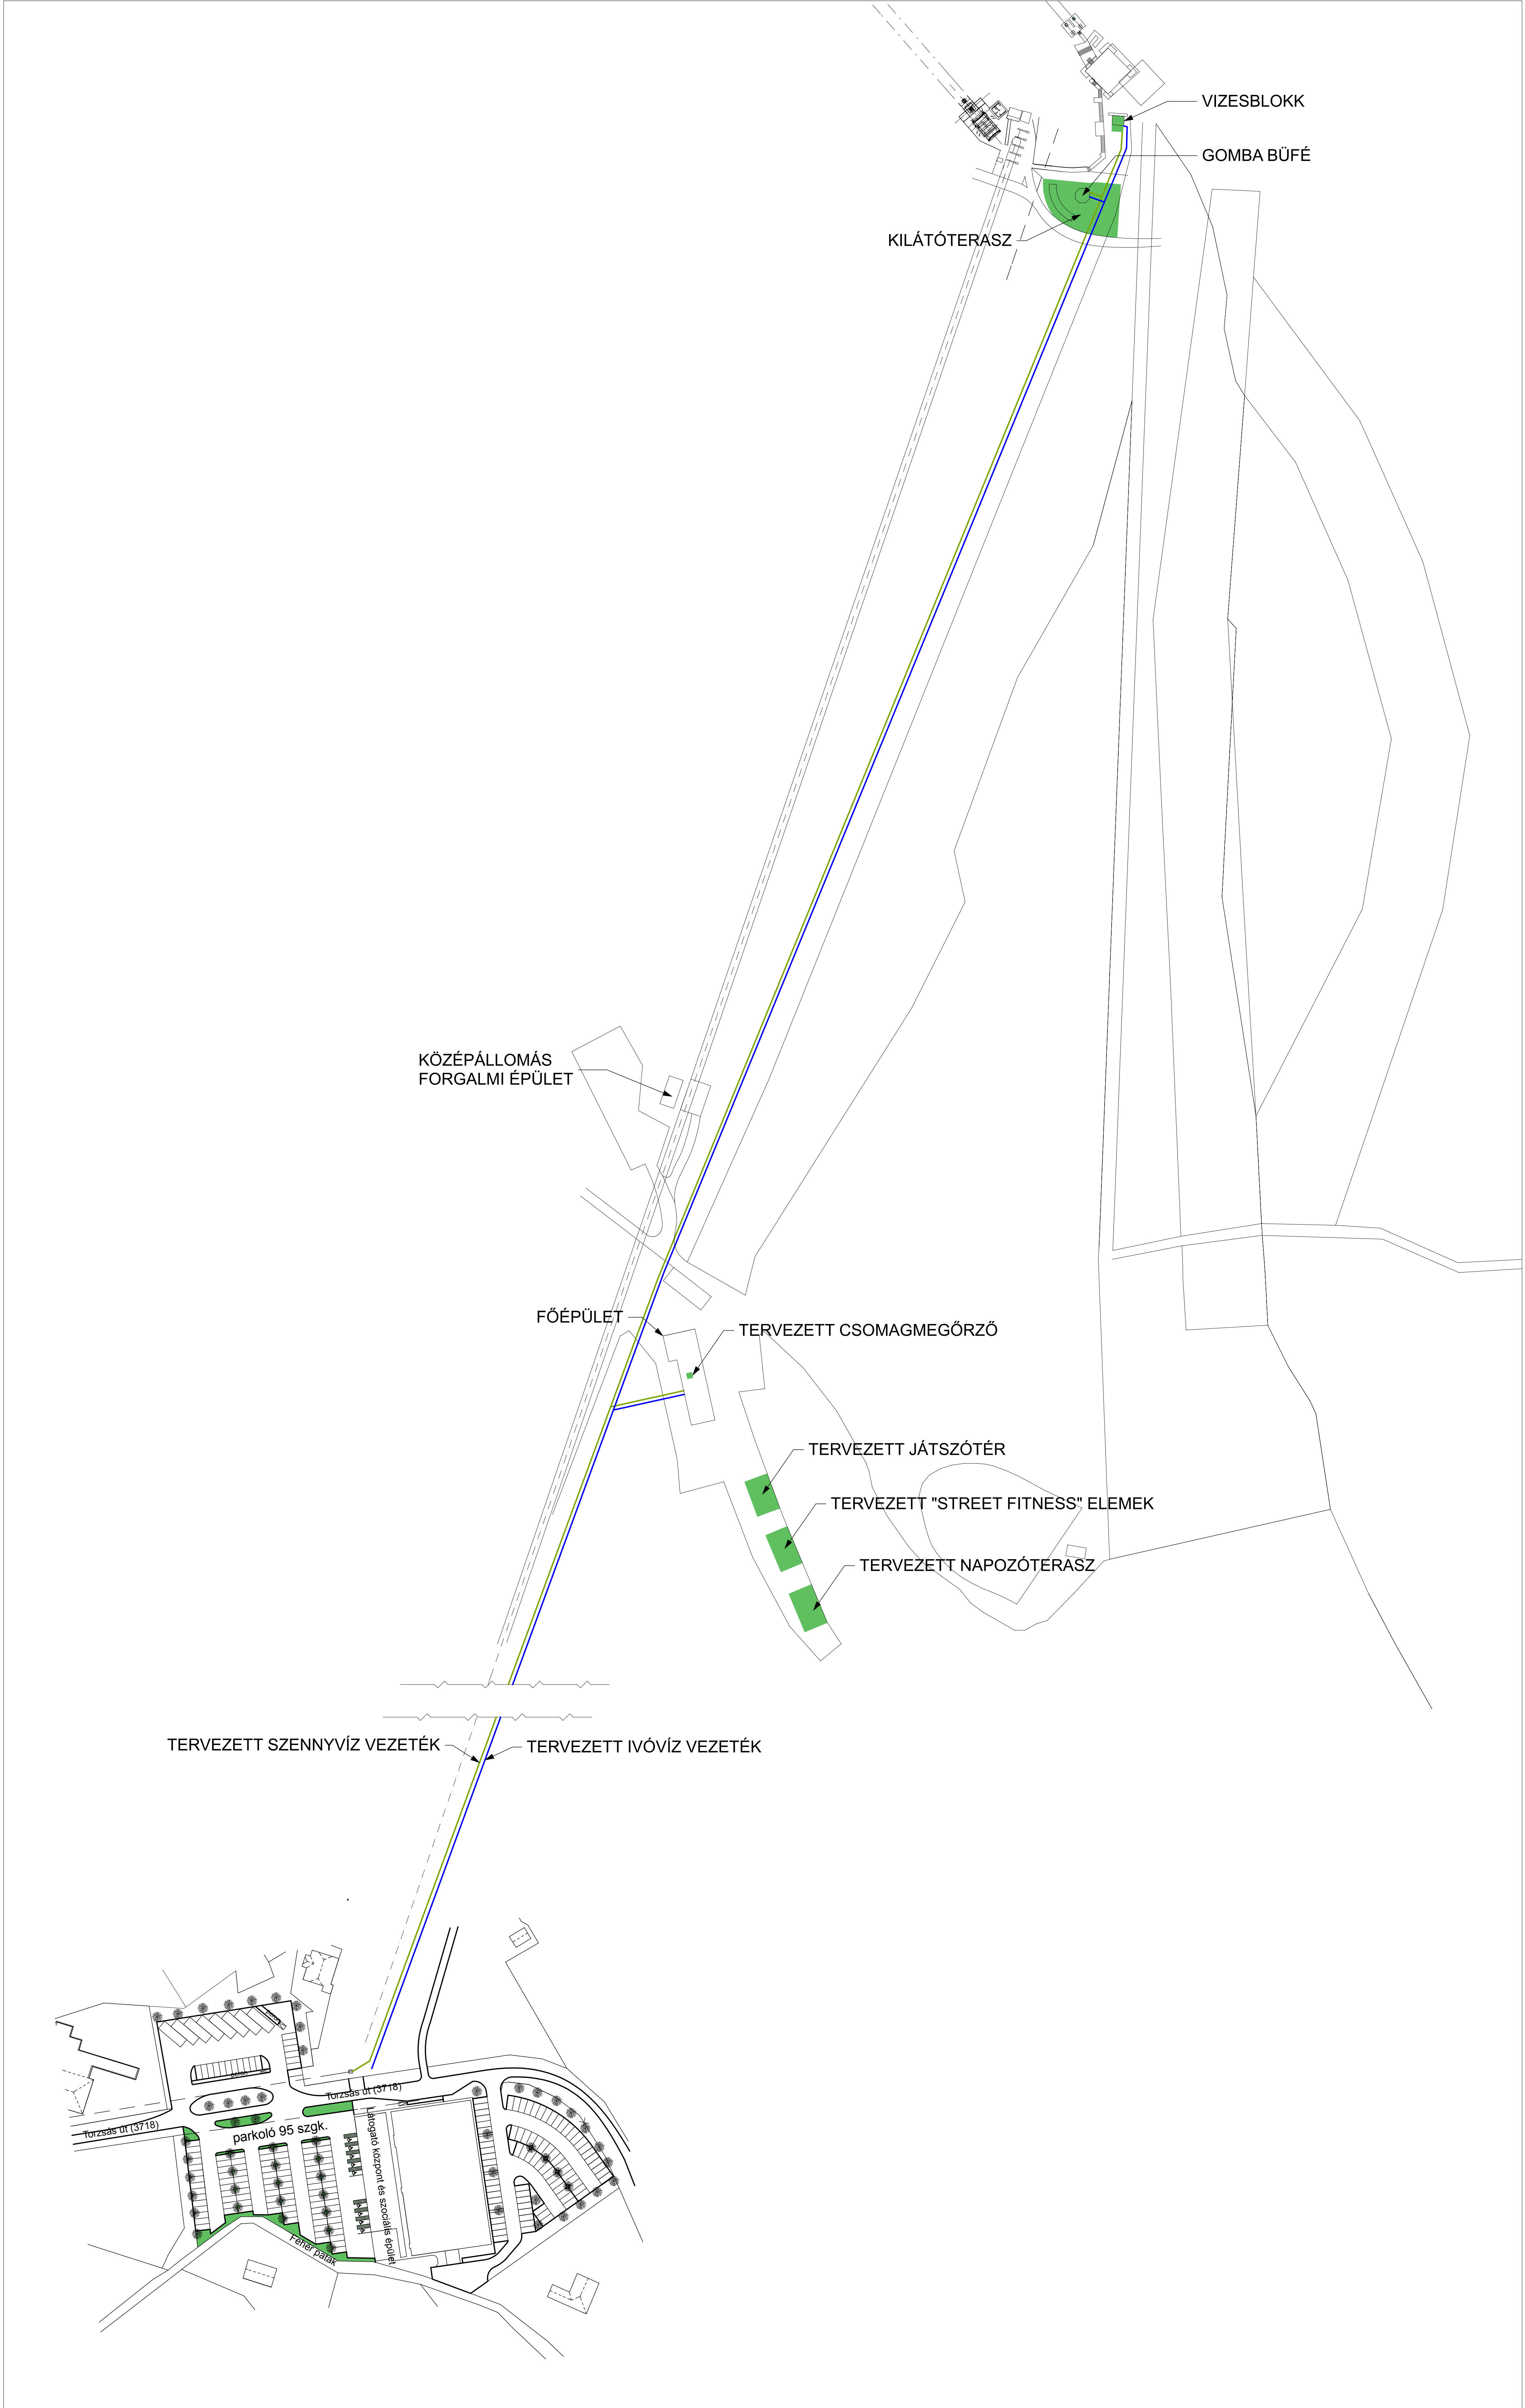 VIZESBLOKK
GOMBA BÜFÉ
KILÁTÓTERASZ
KÖZÉPÁLLOMÁS
FORGALMI ÉPÜLET
FŐÉPÜLET
TERVEZETT CSOMAGMEGŐRZŐ
TERVEZETT JÁTSZÓTÉR
TERVEZETT "STREET FITNESS" ELEMEK
TERVEZETT NAPOZÓTERASZ
TERVEZETT SZENNYVÍZ VEZETÉK
TERVEZETT IVÓVÍZ VEZETÉK
Torzsás út (3718)
Torzsás út (3718)
parkoló 95 szgk.
Látogató központ és szociális épület
Fehér patak